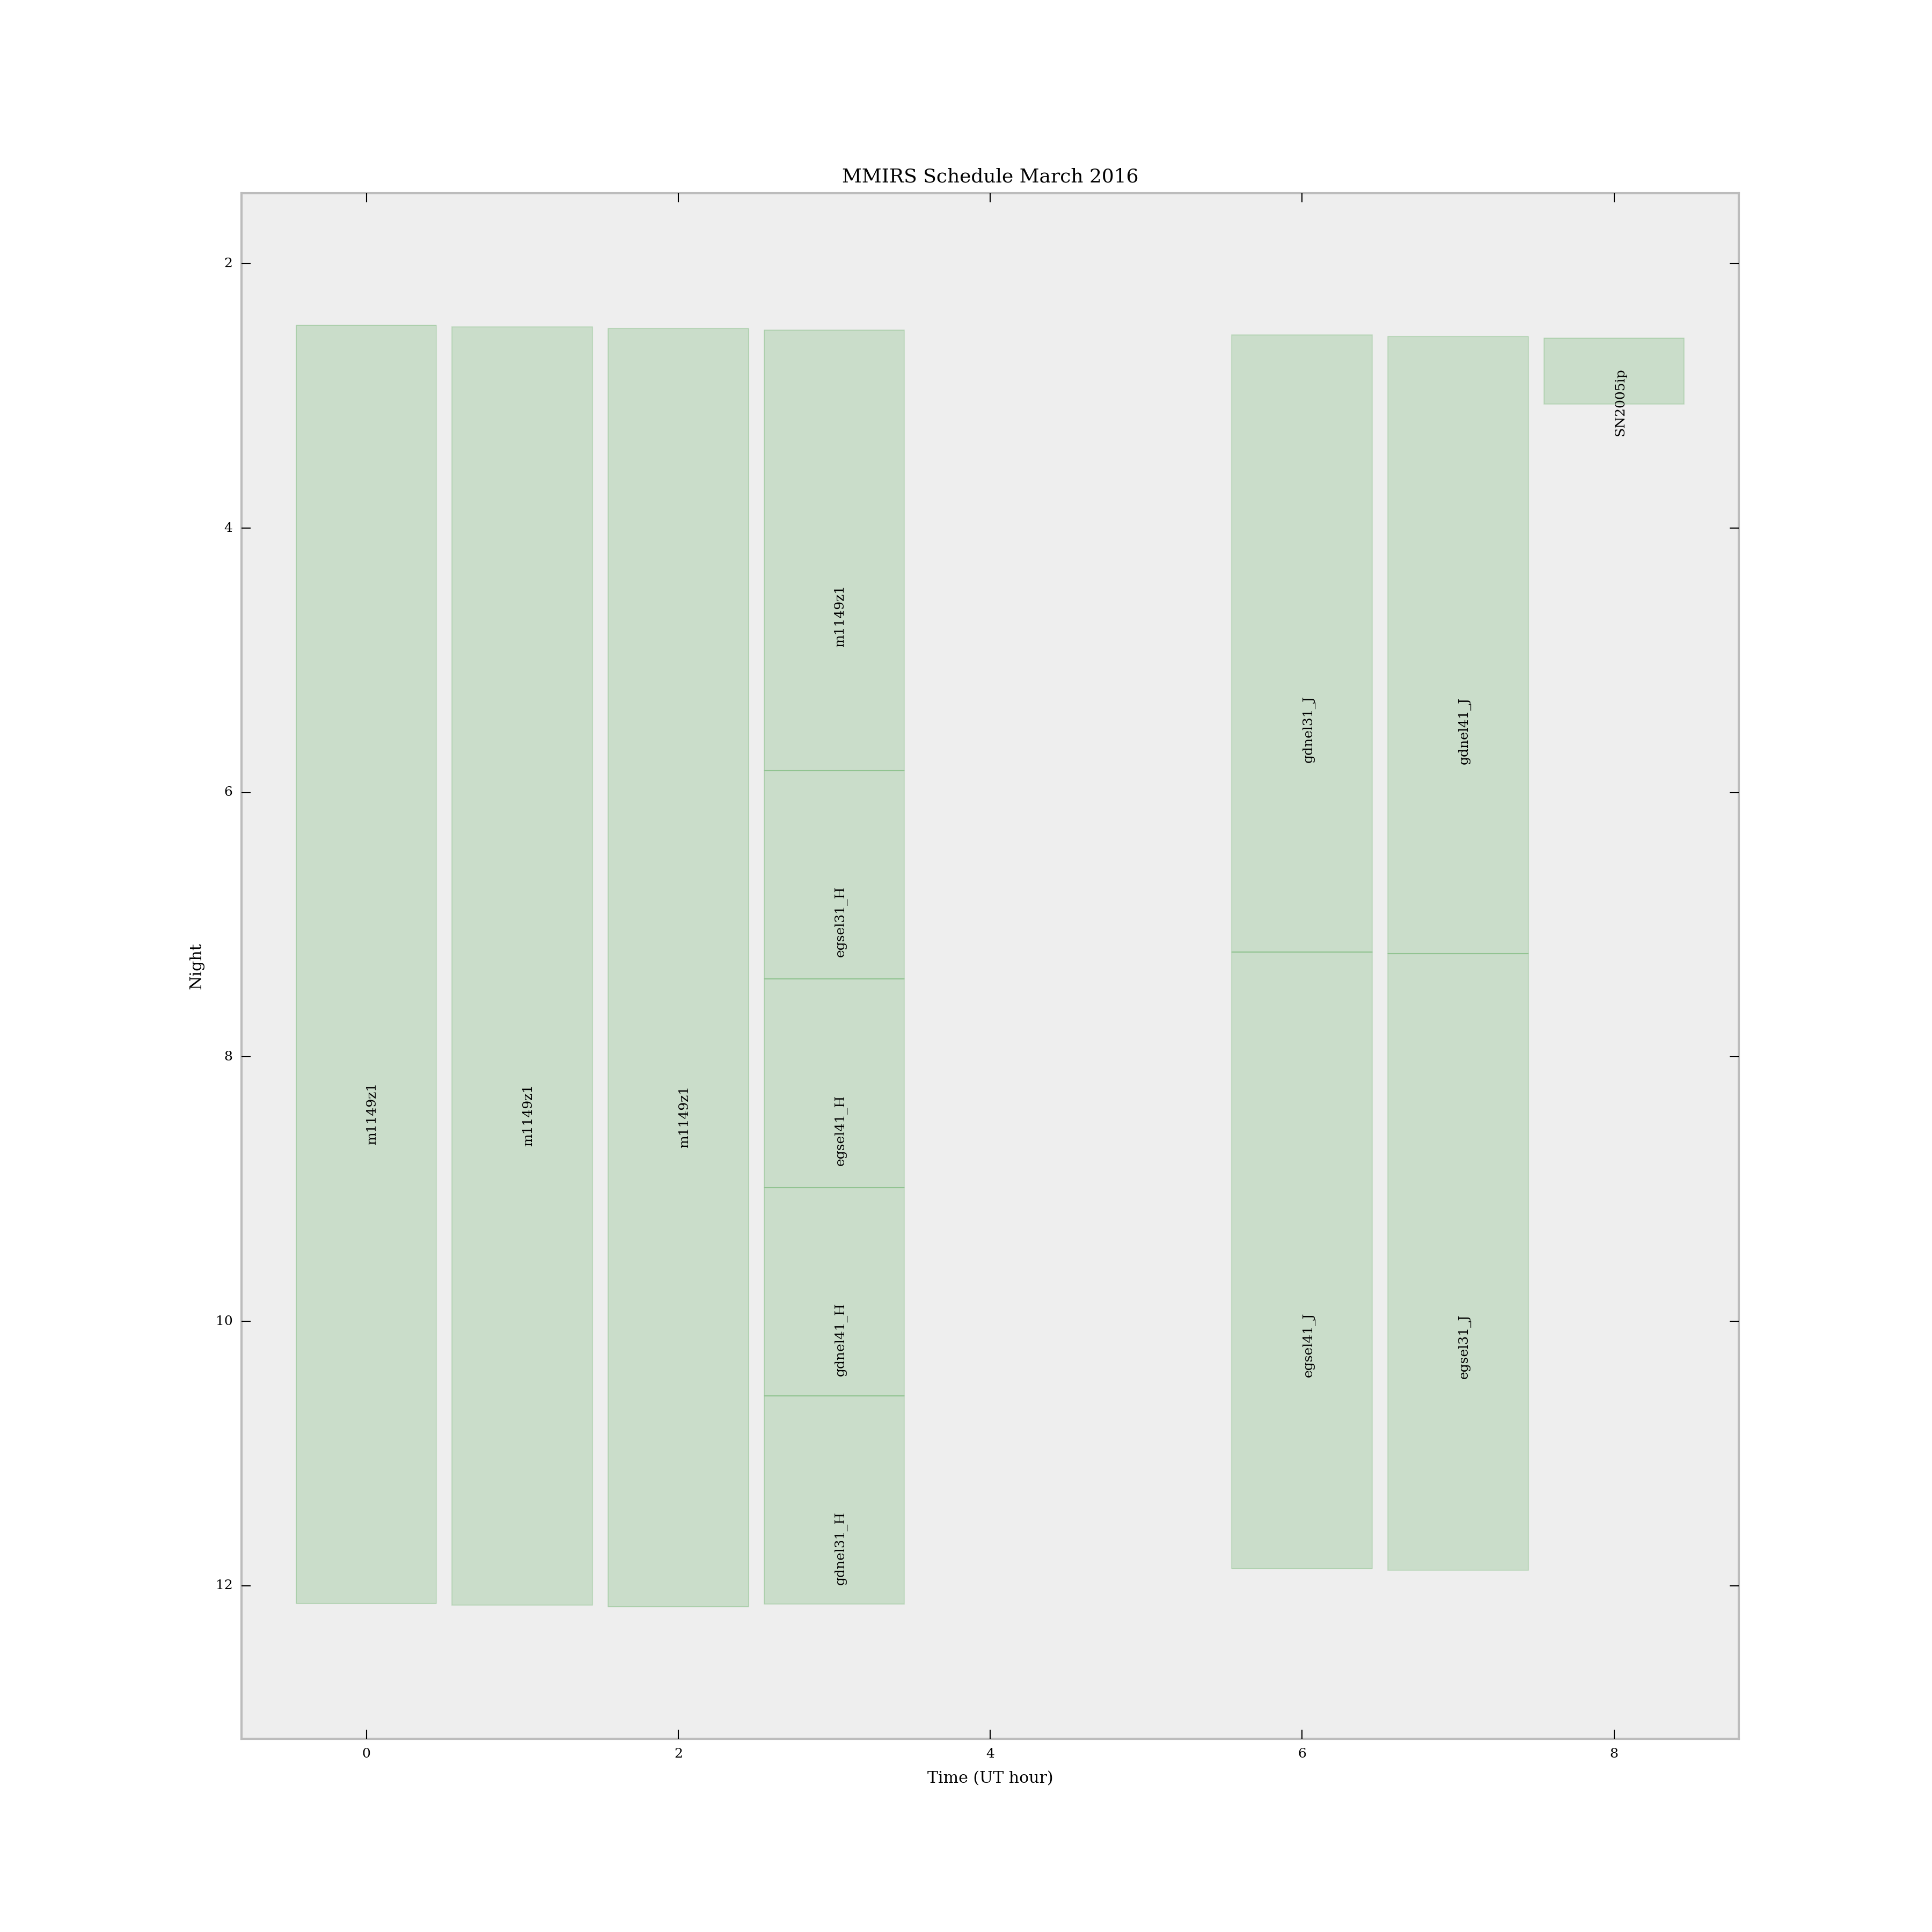 MMIRS Schedule March 2016
2
4
6
8
10
12
Night
m1149z1
m1149z1
m1149z1
m1149z1
egsel31_H
egsel41_H
gdnel41_H
gdnel31_H
gdnel31_J
egsel41_J
gdnel41_J
egsel31_J
SN2005ip
0
2
4
6
8
Time (UT hour)